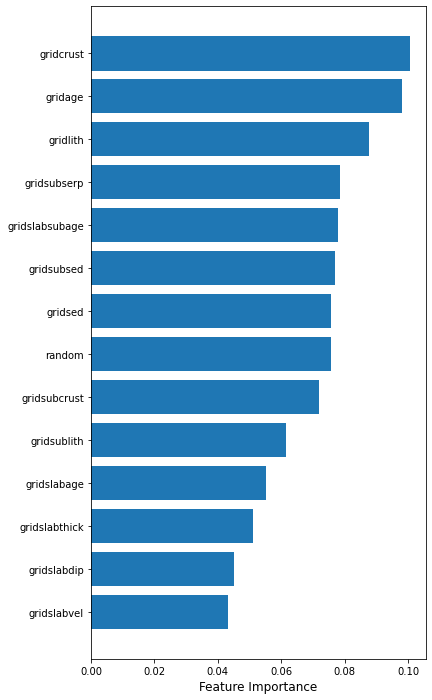 gridcrust
gridage
gridlith
gridsubserp
gridslabsubage
gridsubsed
gridsed
random
gridsubcrust
gridsublith
gridslabage
gridslabthick
gridslabdip
gridslabvel
0.00 0.02 0.04 0.06 0.08 0.10
Feature Importance